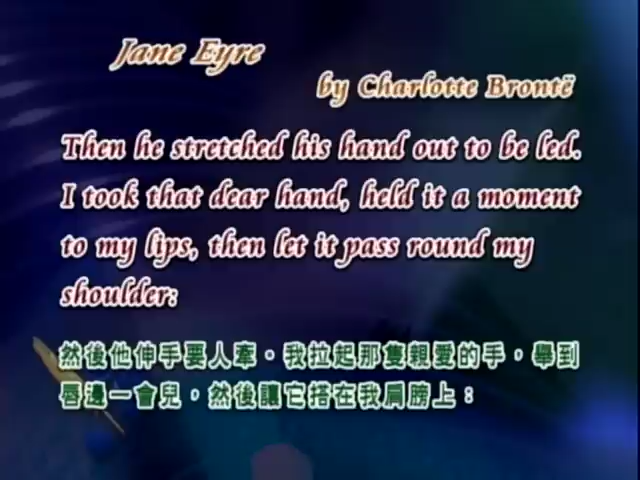 Jane Eyre
by Charlotte Brontë
Then he stretched his hand out to be led.
I took that dear hand, held it a moment
to my lips, then let it pass round my
shoulder:
然後他伸手要人牽。我拉起那隻親愛的手，舉到
唇邊一會兒，然後讓它搭在我肩膀上：